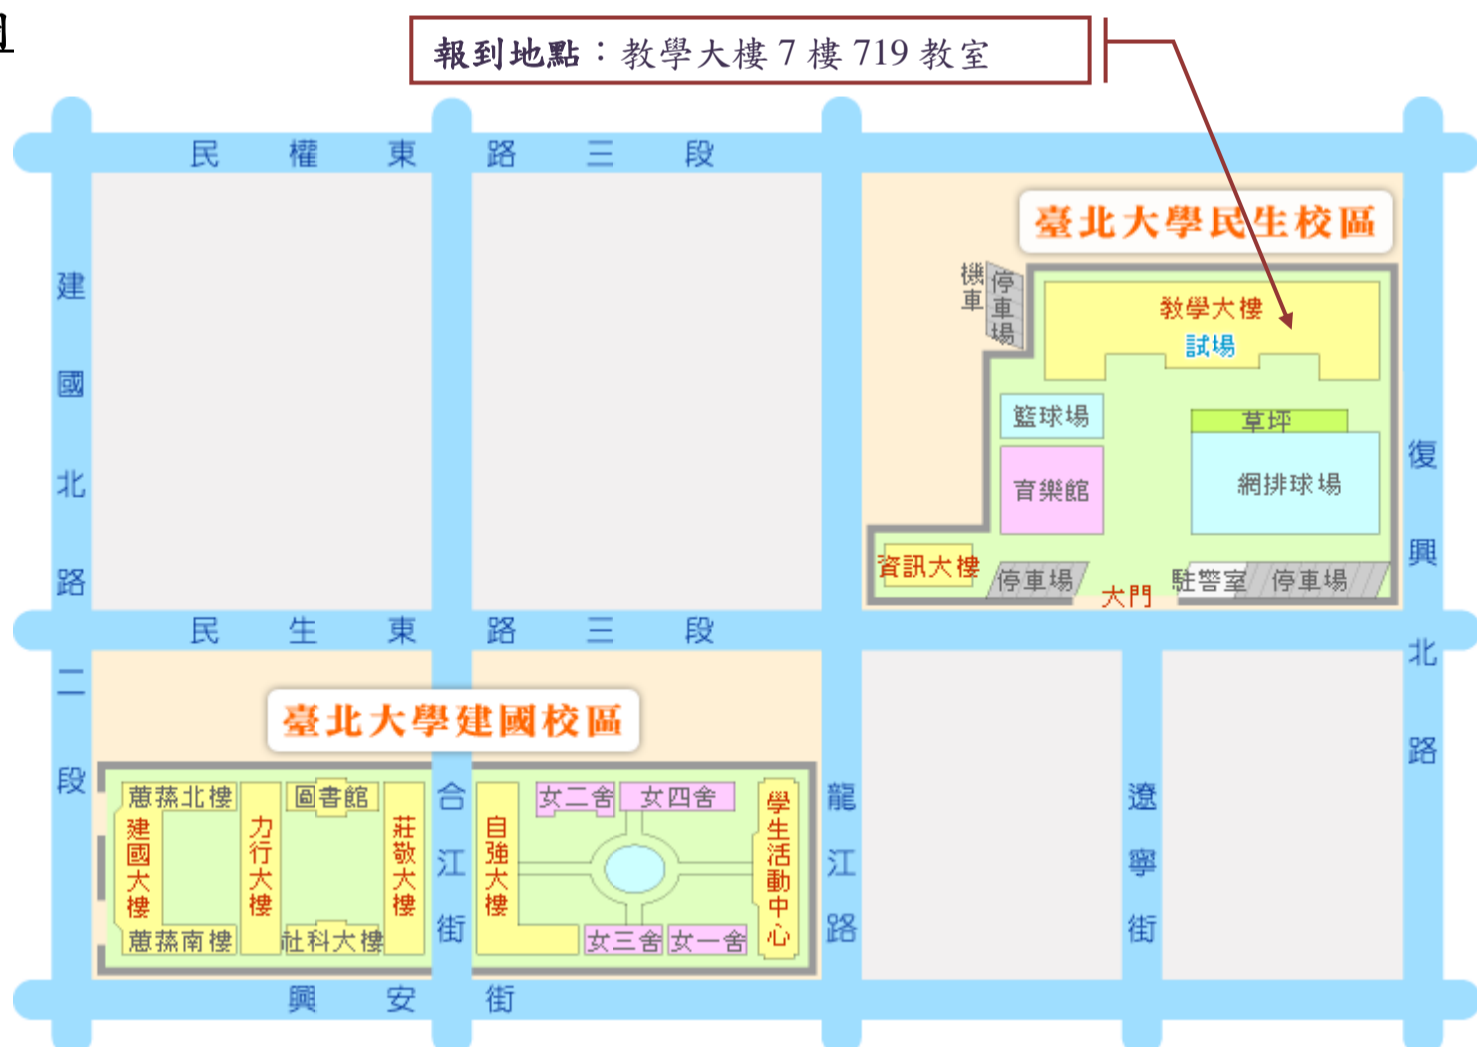 報到地點：教學大樓 7 樓 719 教室
民權東路三段
臺北大學民生校區
機車
停車場
教學大樓
試場
建國北路二段
籃球場
草坪
復興北路
育樂館
網排球場
資訊大樓
停車場
大門
駐警室
停車場
民生東路三段
臺北大學建國校區
蕙蓀北樓
圖書館
女二舍
女四舍
建國大樓
力行大樓
莊敬大樓
合江街
自強大樓
學生活動中心
龍江路
遼寧街
蕙蓀南樓
社科大樓
女三舍
女一舍
興安街